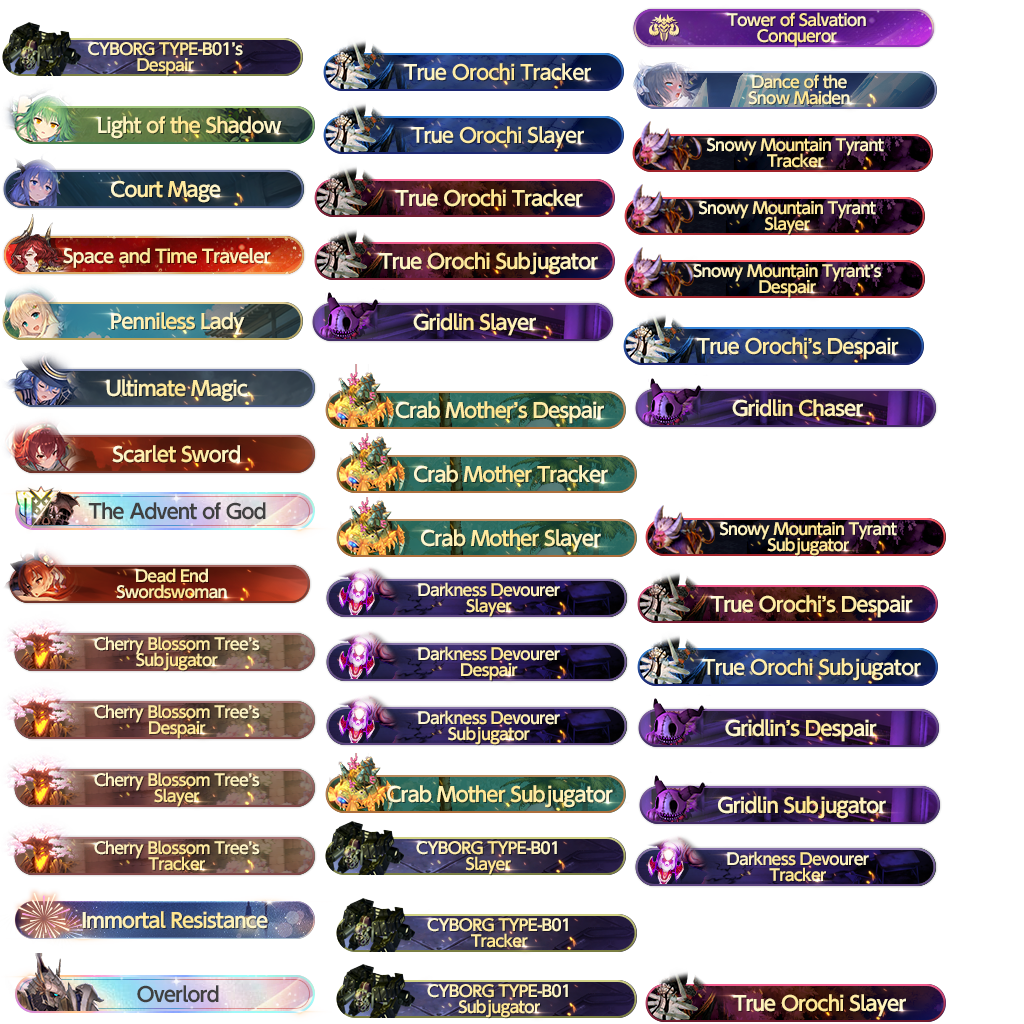 CYBORG TYPE-B01's
Despair
Light of the Shadow
Court Mage
Space and Time Traveler
Penniless Lady
Ultimate Magic
Scarlet Sword
The Advent of God
Dead End
Swordswoman
Cherry Blossom Tree's
Subjugator
Cherry Blossom Tree's
Despair
Cherry Blossom Tree's
Slayer
Cherry Blossom Tree's
Tracker
Immortal Resistance
Overlord
True Orochi Tracker
True Orochi Slayer
True Orochi Tracker
True Orochi Subjugator
Gridlin Slayer
Crab Mother's Despair
Crab Mother Tracker
Crab Mother Slayer
Darkness Devourer
Slayer
Darkness Devourer
Despair
Darkness Devourer
Subjugator
Crab Mother Subjugator
CYBORG TYPE-B01
Slayer
CYBORG TYPE-B01
Tracker
CYBORG TYPE-B01
Subjugator
Tower of Salvation
Conqueror
Dance of the
Snow Maiden
Snowy Mountain Tyrant
Tracker
Snowy Mountain Tyrant
Slayer
Snowy Mountain Tyrant's
Despair
True Orochi's Despair
Gridlin Chaser
Snowy Mountain Tyrant
Subjugator
True Orochi's Despair
True Orochi Subjugator
Gridlin's Despair
Gridlin Subjugator
Darkness Devourer
Tracker
True Orochi Slayer